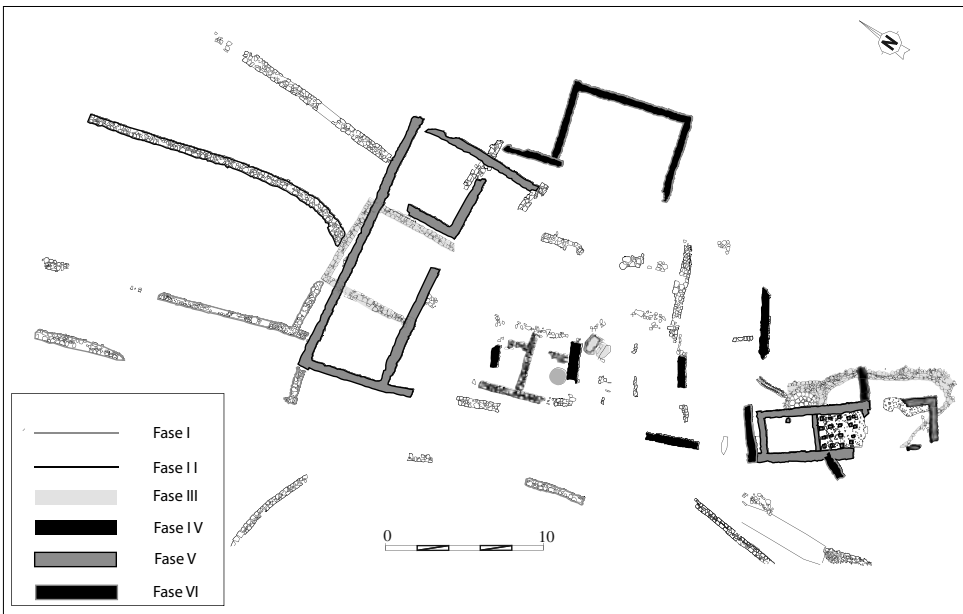 N
Fase I
Fase I I
Fase III
Fase I V
Fase V
Fase VI
0 10